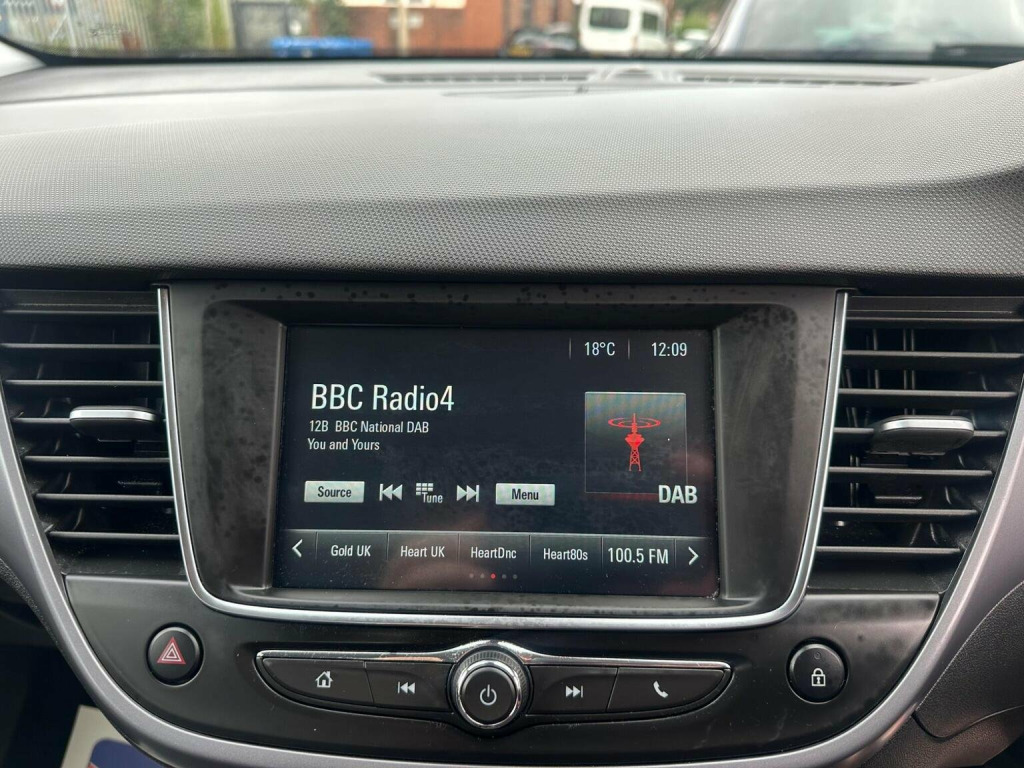 18°C 12:09
BBC Radio4
12B BBC National DAB
You and Yours
DAB
Source Tune Menu
Gold UK Heart UK HeartDnc Heart80s 100.5 FM